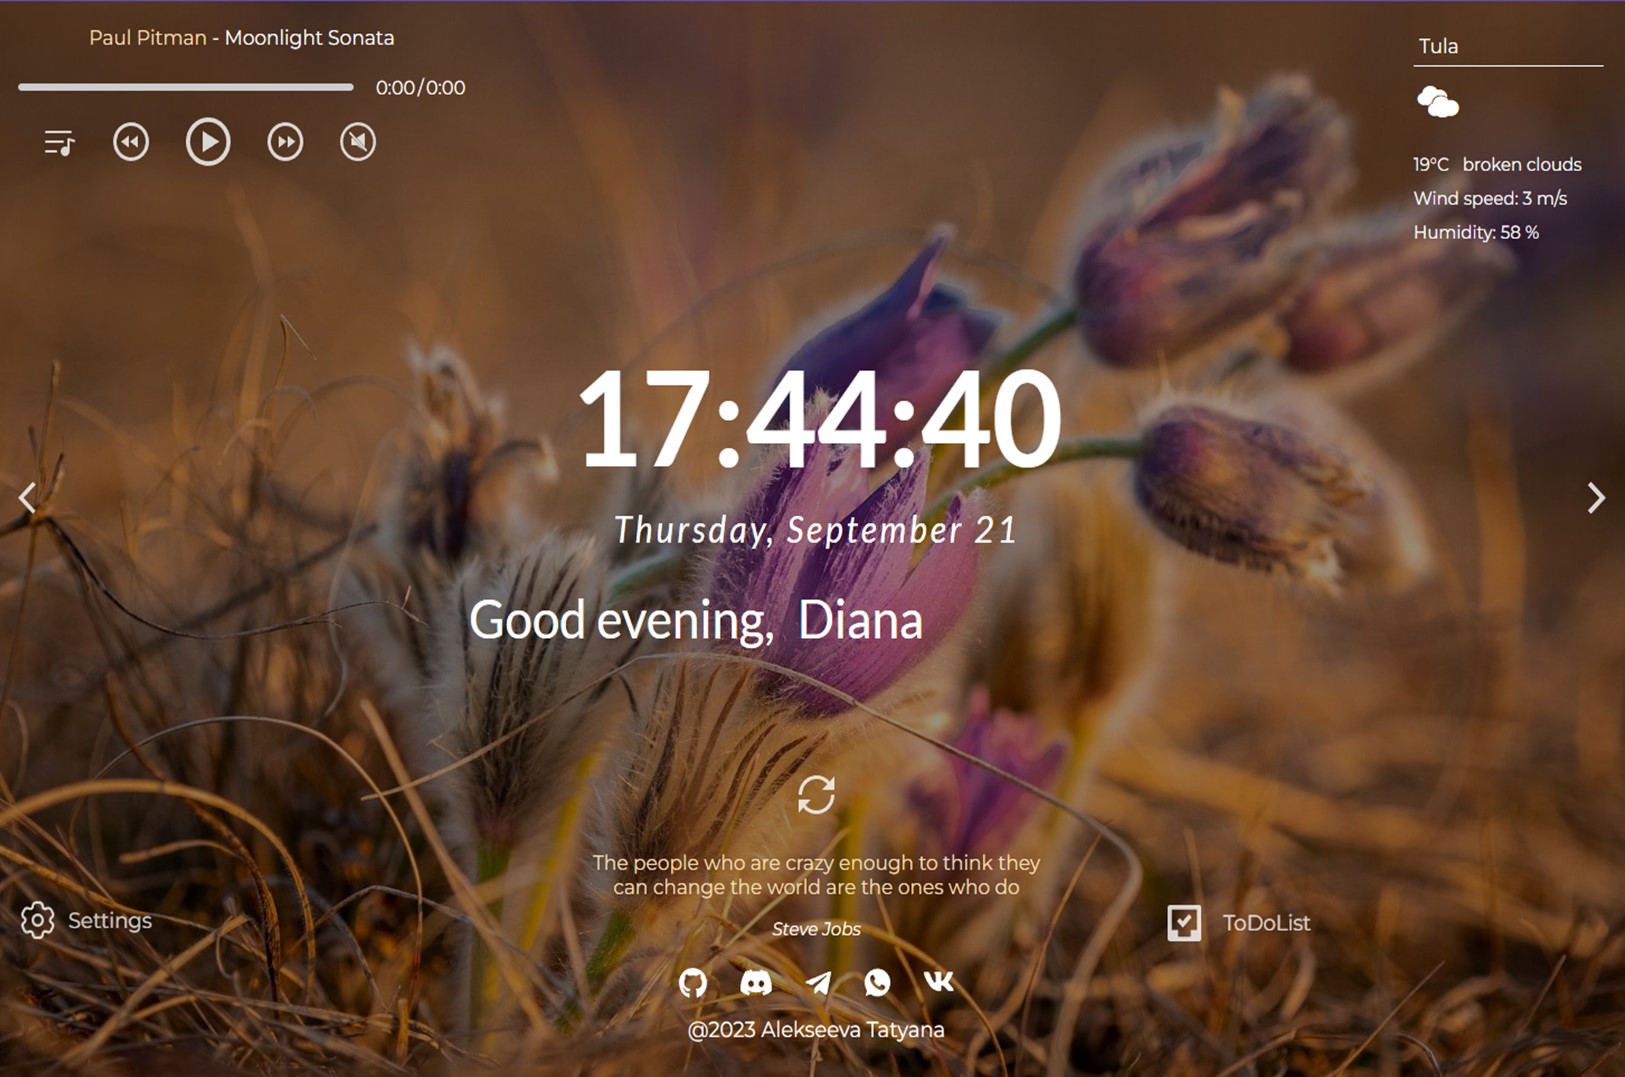 Paul Pitman - Moonlight Sonata
0:00/0:00
Tula
19°C broken clouds
Wind speed: 3 m/s
Humidity: 58 %
17:44:40
Thursday, September 21
Good evening, Diana
The people who are crazy enough to think they
can change the world are the ones who do
Steve Jobs
Settings
ToDoList
@2023 Alekseeva Tatyana